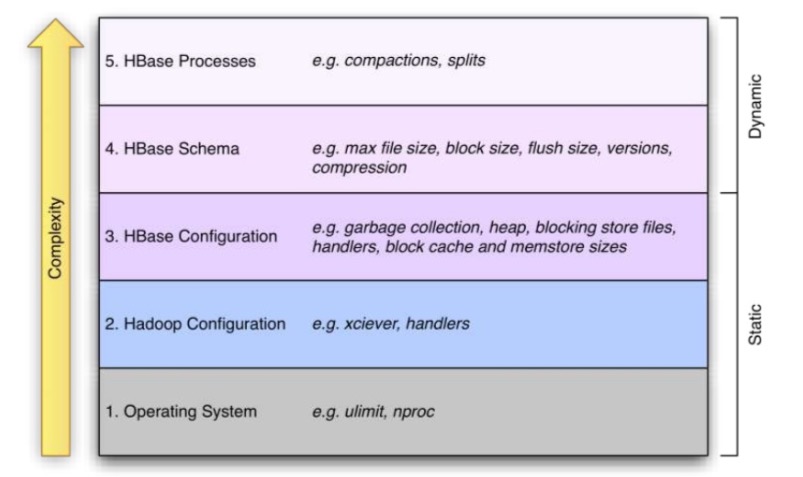 5. HBase Processes
e.g. compactions, splits
4. HBase Schema
e.g. max file size, block size, flush size, versions,
compression
3. HBase Configuration
e.g. garbage collection, heap, blocking store files,
handlers, block cache and memstore sizes
2. Hadoop Configuration
e.g. xciever, handlers
1. Operating System
e.g. ulimit, nproc
Complexity
Dynamic
Static